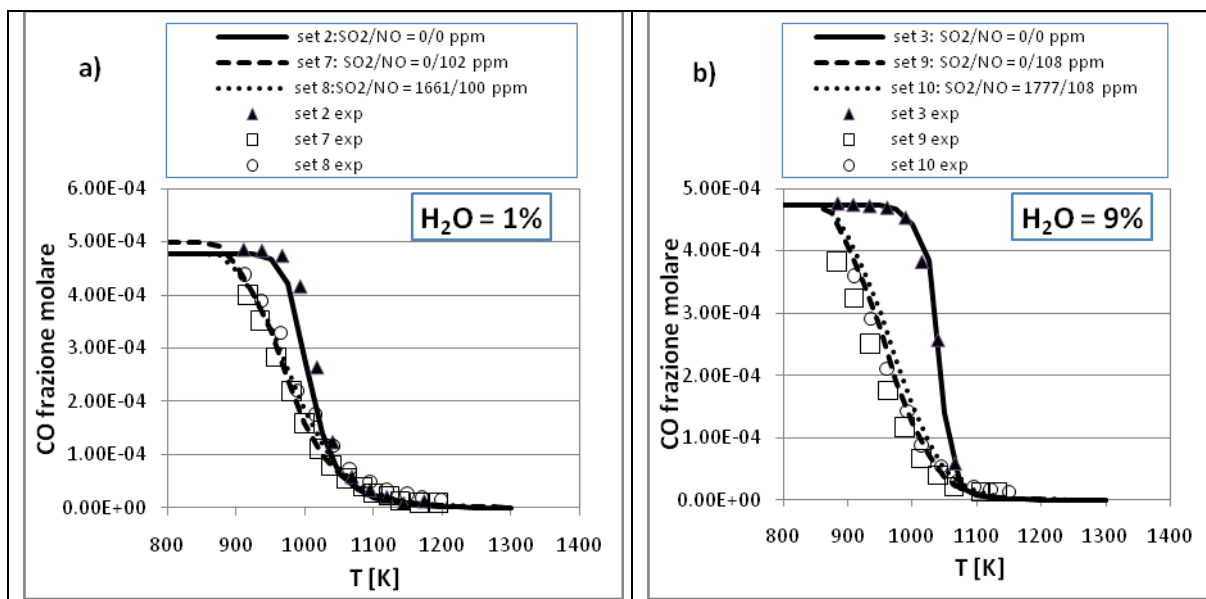 a)
set 2:SO2/NO = 0/0 ppm
set 7: SO2/NO = 0/102 ppm
set 8:SO2/NO = 1661/100 ppm
set 2 exp
set 7 exp
set 8 exp
H2O = 1%
6.00E-04
5.00E-04
4.00E-04
3.00E-04
2.00E-04
1.00E-04
0.00E+00
CO frazione molare
800 900 1000 1100 1200 1300 1400
T [K]
b)
set 3: SO2/NO = 0/0 ppm
set 9: SO2/NO = 0/108 ppm
set 10: SO2/NO = 1777/108 ppm
set 3 exp
set 9 exp
set 10 exp
H2O = 9%
5.00E-04
4.00E-04
3.00E-04
2.00E-04
1.00E-04
0.00E+00
CO frazione molare
800 900 1000 1100 1200 1300 1400
T [K]